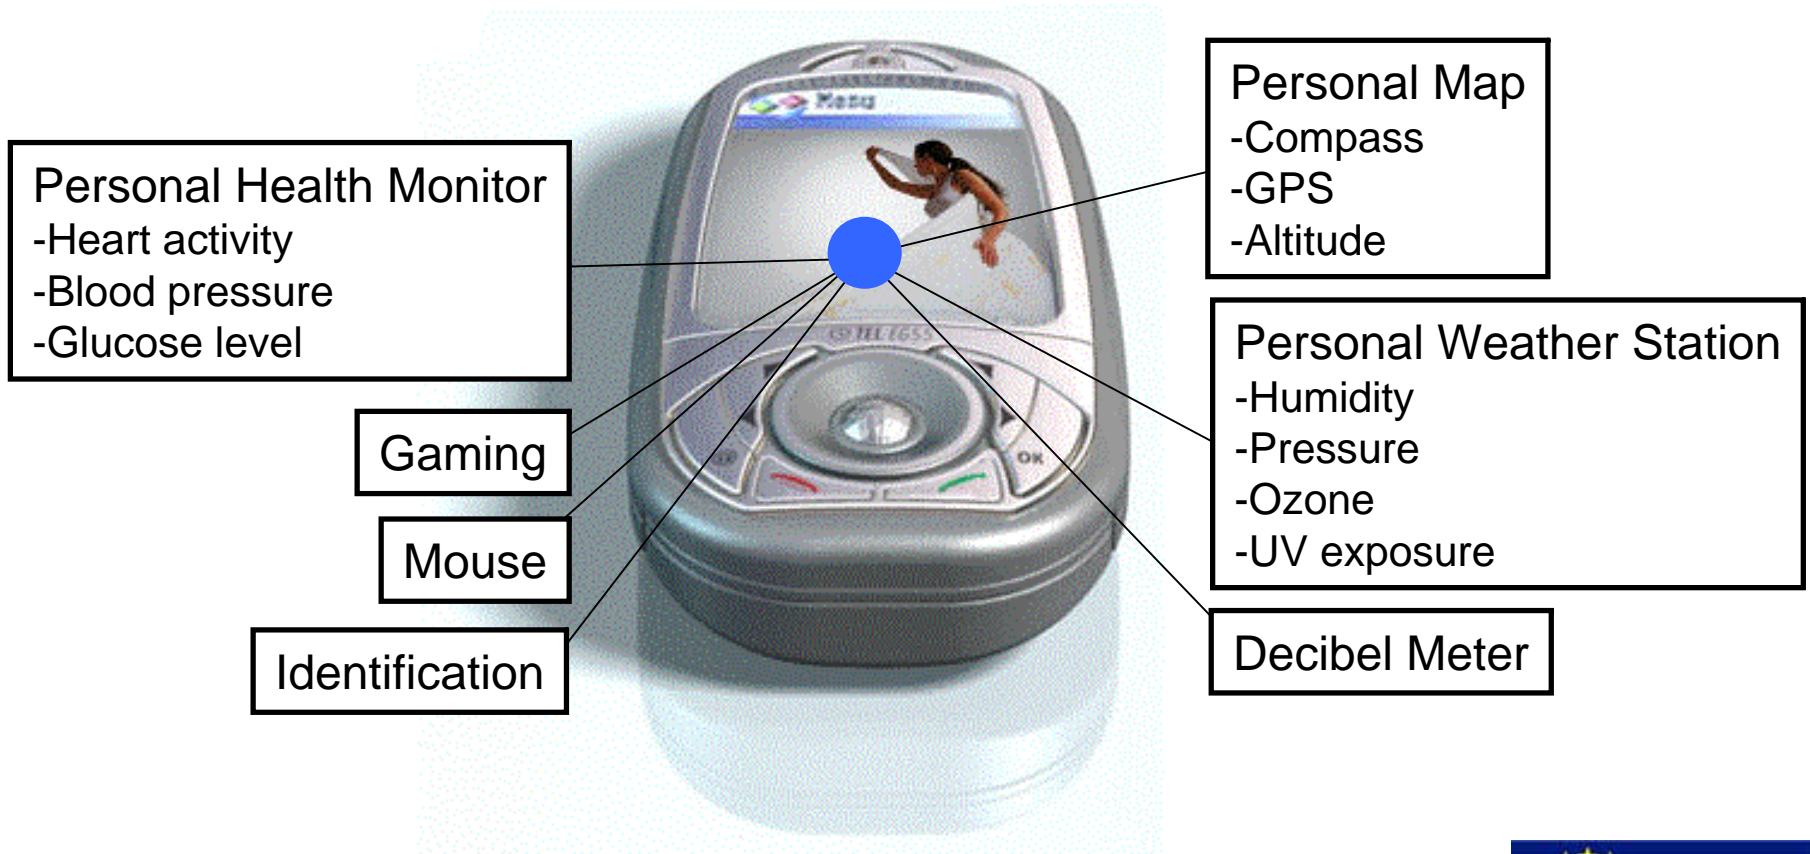 Personal Health Monitor
-Heart activity
-Blood pressure
-Glucose level
Gaming
Mouse
Identification
Menu
OK
Personal Map
-Compass
-GPS
-Altitude
Personal Weather Station
-Humidity
-Pressure
-Ozone
-UV exposure
Decibel Meter